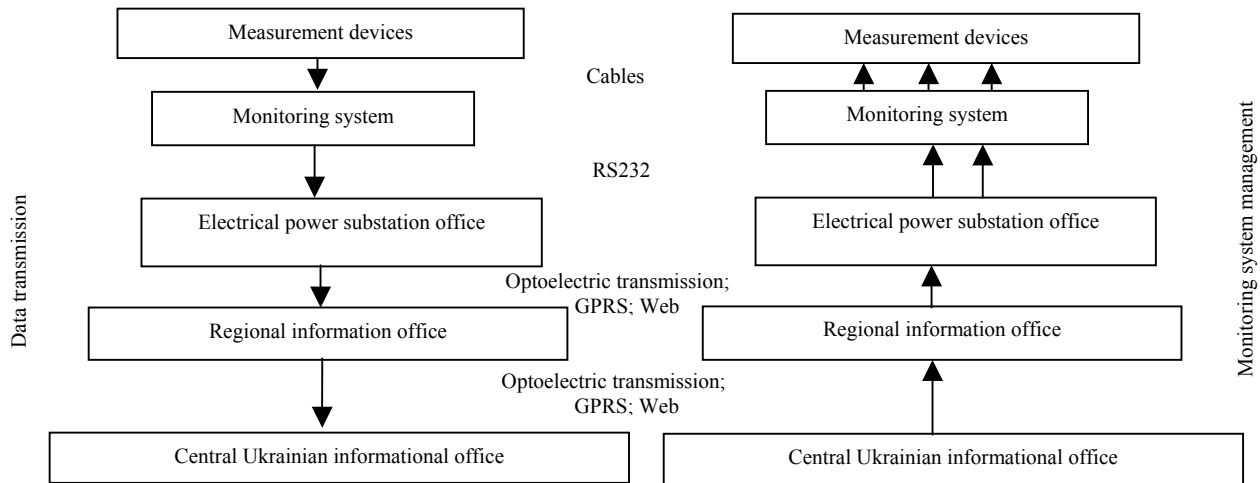 Measurement devices
Measurement devices
Cables
Monitoring system
Monitoring system
RS232
Electrical power substation office
Electrical power substation office
Optoelectric transmission;
GPRS; Web
Regional information office
Regional information office
Optoelectric transmission;
GPRS; Web
Central Ukrainian informational office
Central Ukrainian informational office
Data transmission
Monitoring system management